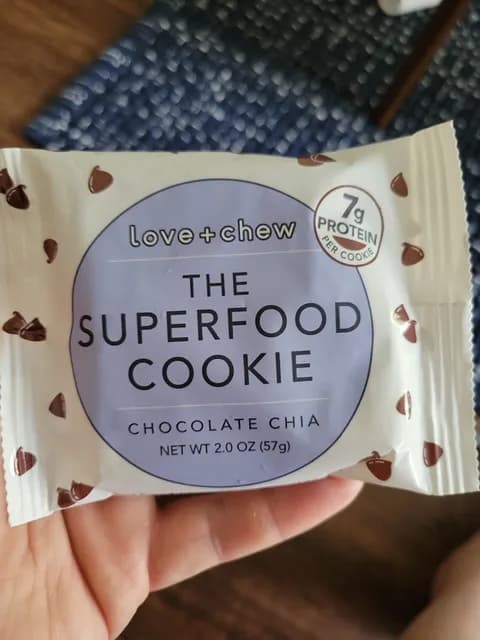 love+chew
7g
PROTEIN
PER COOKIE
THE
SUPERFOOD
COOKIE
CHOCOLATE CHIA
NET WT 2.0 OZ (57g)